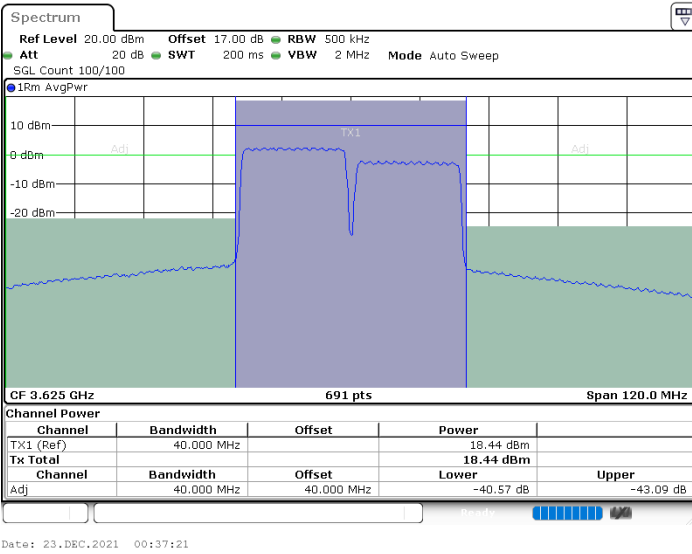 Spectrum
Ref Level 20.00 dBm Offset 17.00 dB RBW 500 kHz
Att 20 dB SWT 200 ms VBW 2 MHz Mode Auto Sweep
SGL Count 100/100
1Rm AvgPwr
10 dBm
TX1
0 dBm Adj Adj
-10 dBm
-20 dBm
CF 3.625 GHz 691 pts Span 120.0 MHz
Channel Power
Channel Bandwidth Offset Power
TX1 (Ref) 40.000 MHz 18.44 dBm
Tx Total 18.44 dBm
Channel Bandwidth Offset Lower Upper
Adj 40.000 MHz 40.000 MHz -40.57 dB -43.09 dB
Ready
Date: 23.DEC.2021 00:37:21